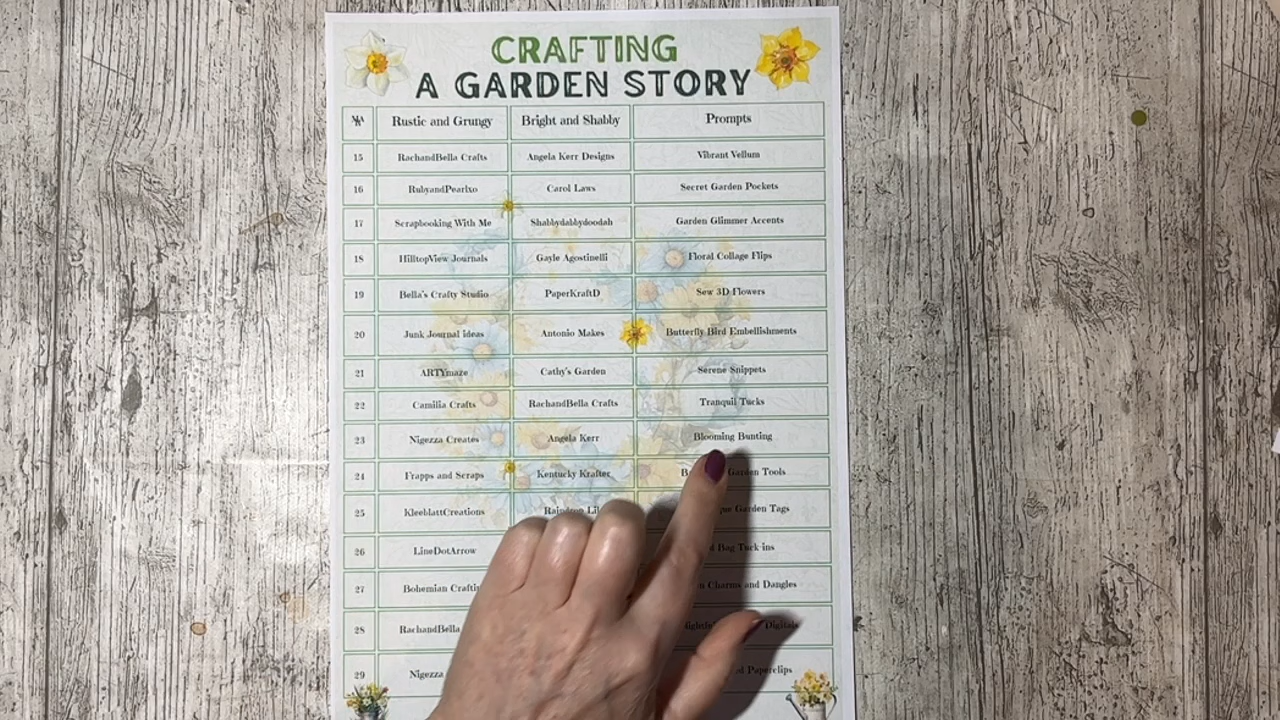 CRAFTING
A GARDEN STORY
Rustic and Grungy Bright and Shabby Prompts
15 RachandBella Crafts Angela Kerr Designs Vibrant Vellum
16 RubyandPearlxo Carol Laws Secret Garden Pockets
17 Scrapbooking With Me Shabbydabbydoodah Garden Glimmer Accents
18 HilltopView Journals Gayle Agostinelli Floral Collage Flips
19 Bella's Crafty Studio PaperKraftD Sew 3D Flowers
20 Junk Journal ideas Antonio Makes Butterfly Bird Embellishments
21 ARTYmaze Cathy's Garden Serene Snippets
22 Camilia Crafts RachandBella Crafts Tranquil Tucks
23 Nigezza Creates Angela Kerr Blooming Bunting
24 Frapps and Scraps Kentucky Krafter Garden Tools
25 KleeblattCreations Garden Tags
26 LineDotArrow Bag Tuck-ins
27 Bohemian Charms and Dangles
28 RachandBella Digitals
29 Nigezza Paperclips